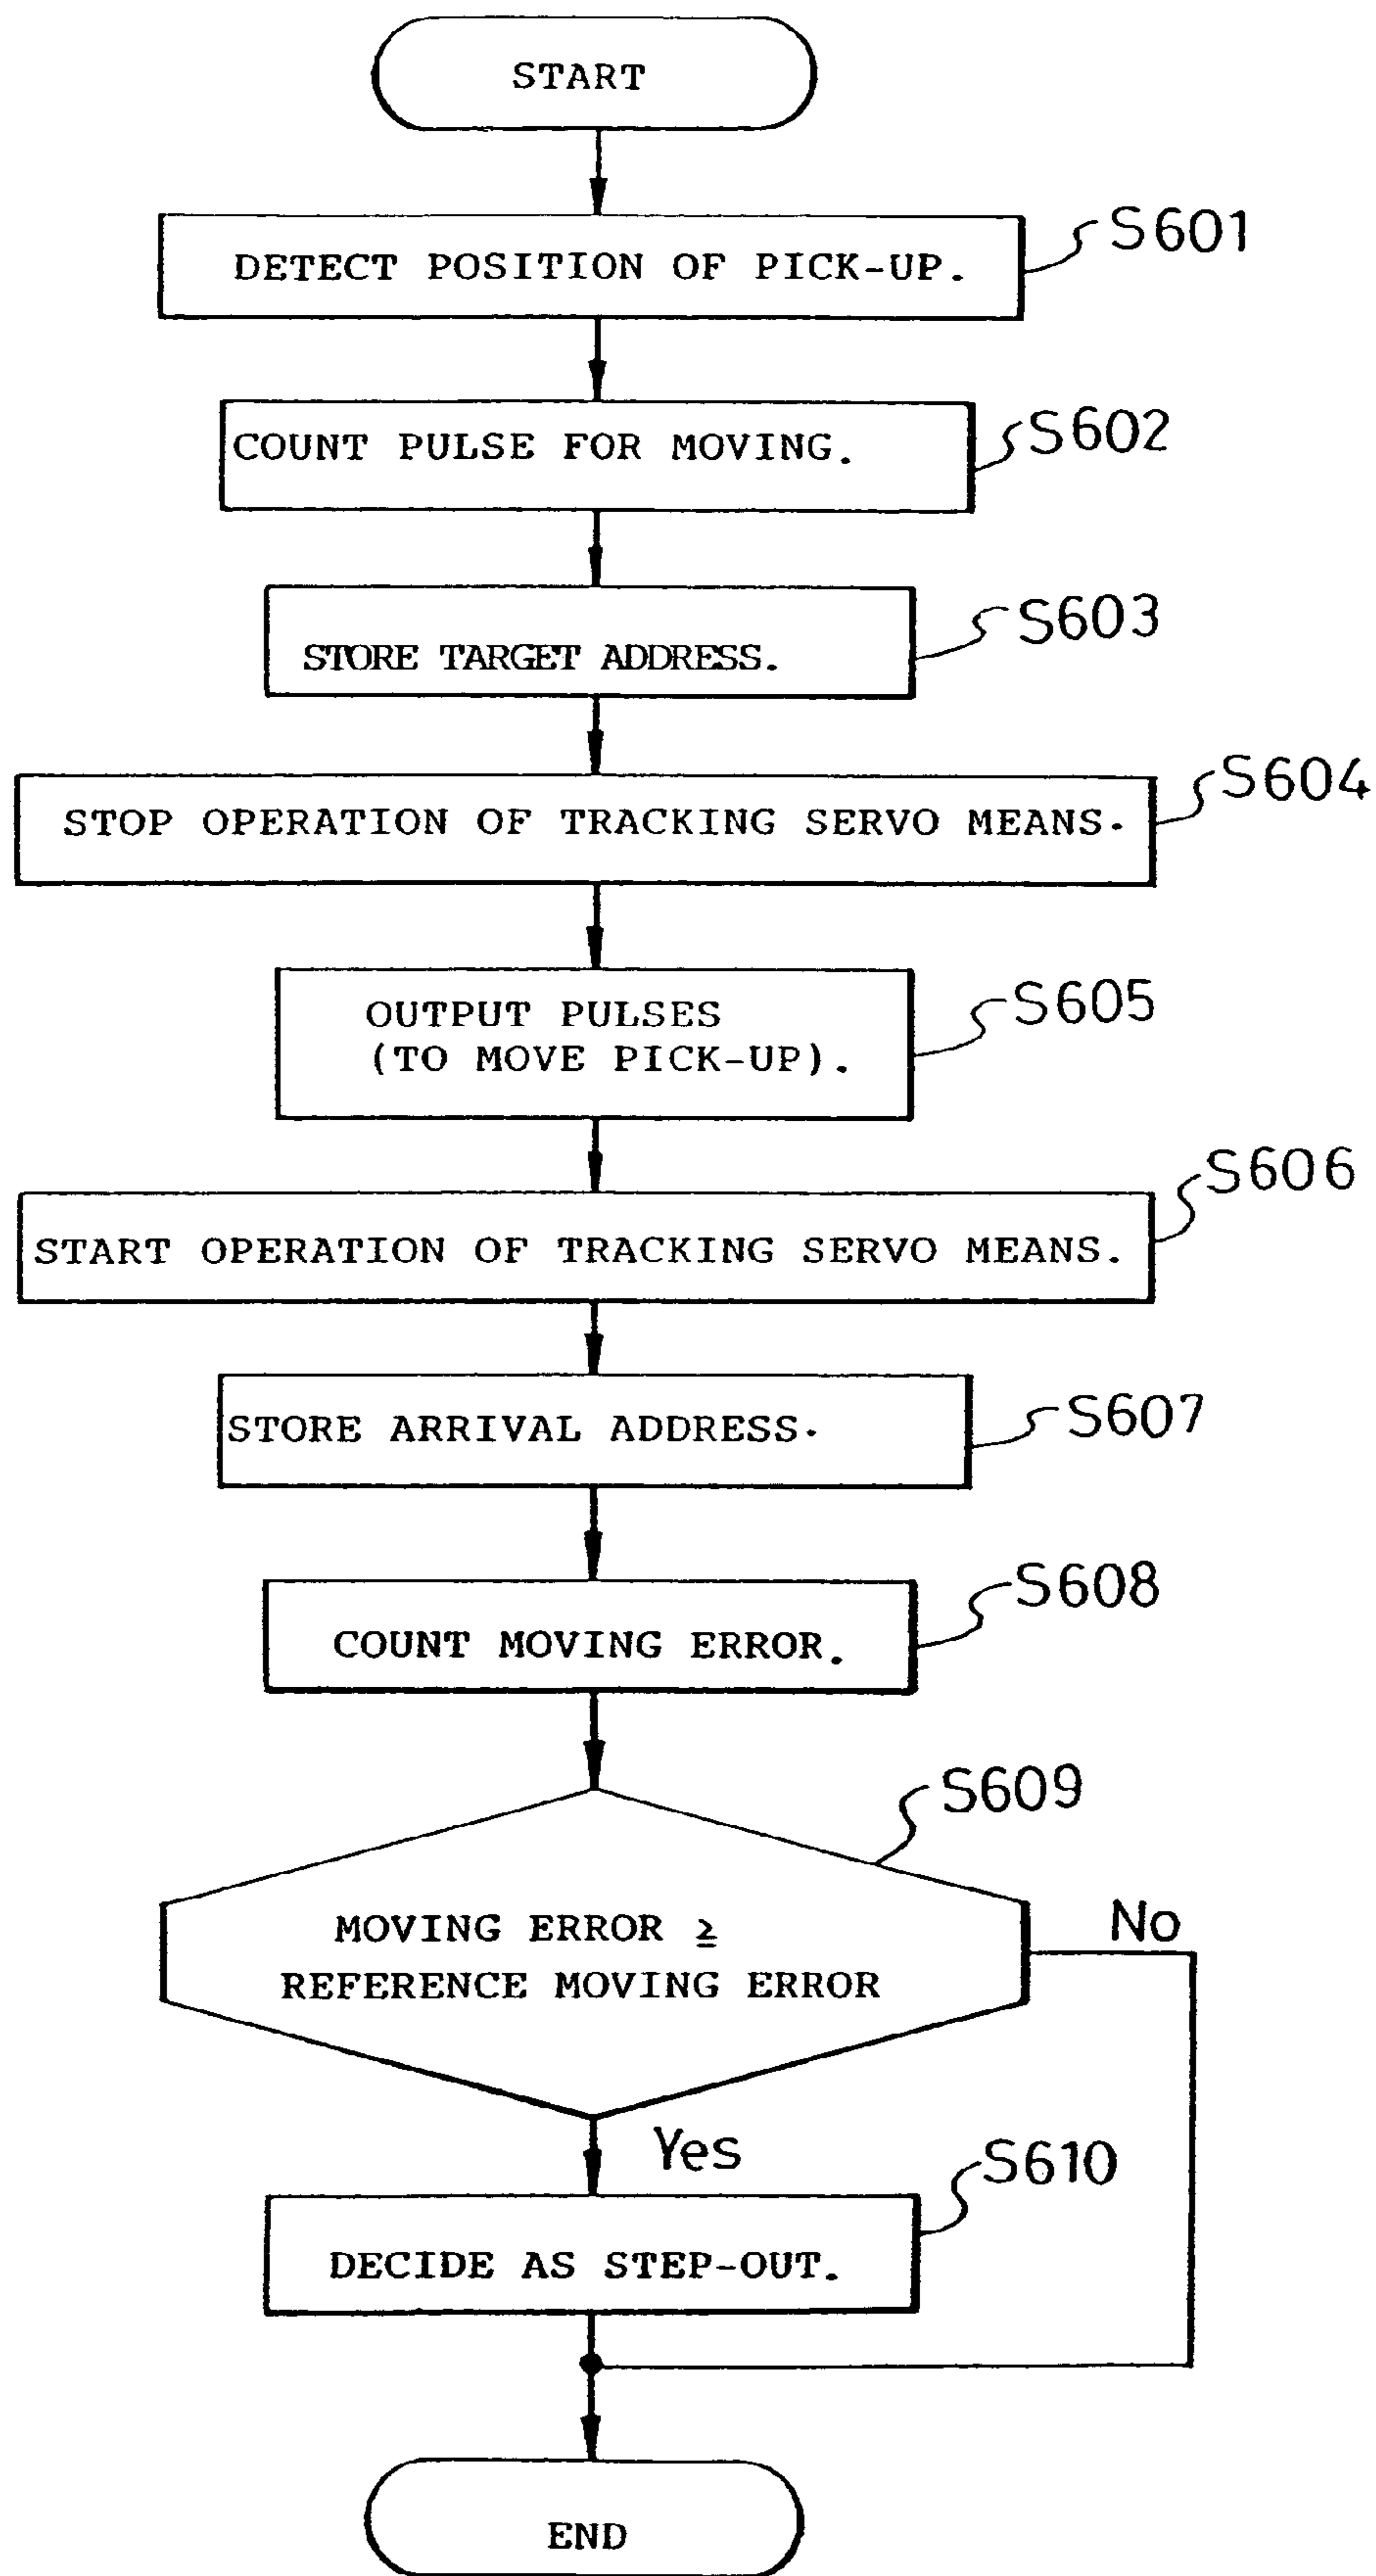 START
DETECT POSITION OF PICK-UP.
S601
COUNT PULSE FOR MOVING.
S602
STORE TARGET ADDRESS.
S603
STOP OPERATION OF TRACKING SERVO MEANS.
S604
OUTPUT PULSES
(TO MOVE PICK-UP).
S605
START OPERATION OF TRACKING SERVO MEANS.
S606
STORE ARRIVAL ADDRESS.
S607
COUNT MOVING ERROR.
S608
S609
MOVING ERROR ≥
REFERENCE MOVING ERROR
No
Yes
DECIDE AS STEP-OUT.
S610
END